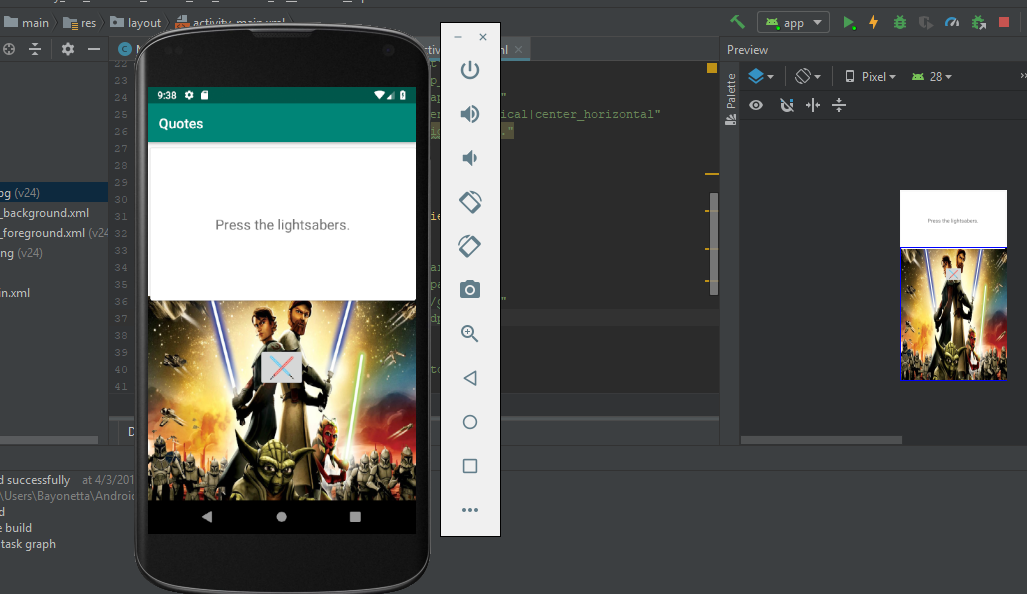 main
res
layout
activity_main.xml
app
Preview
Pixel
28
Palette
22
23
24
25
26
27
28
29
30
31
32
33
34
35
36
37
38
39
40
41
ical|center_horizontal"
9:38
Quotes
Press the lightsabers.
Press the lightsabers.
og (v24)
_background.xml
_foreground.xml (v24
ng (v24)
in.xml
d successfully at 4/3/201
\Users\Bayonetta\Android
d
e build
task graph